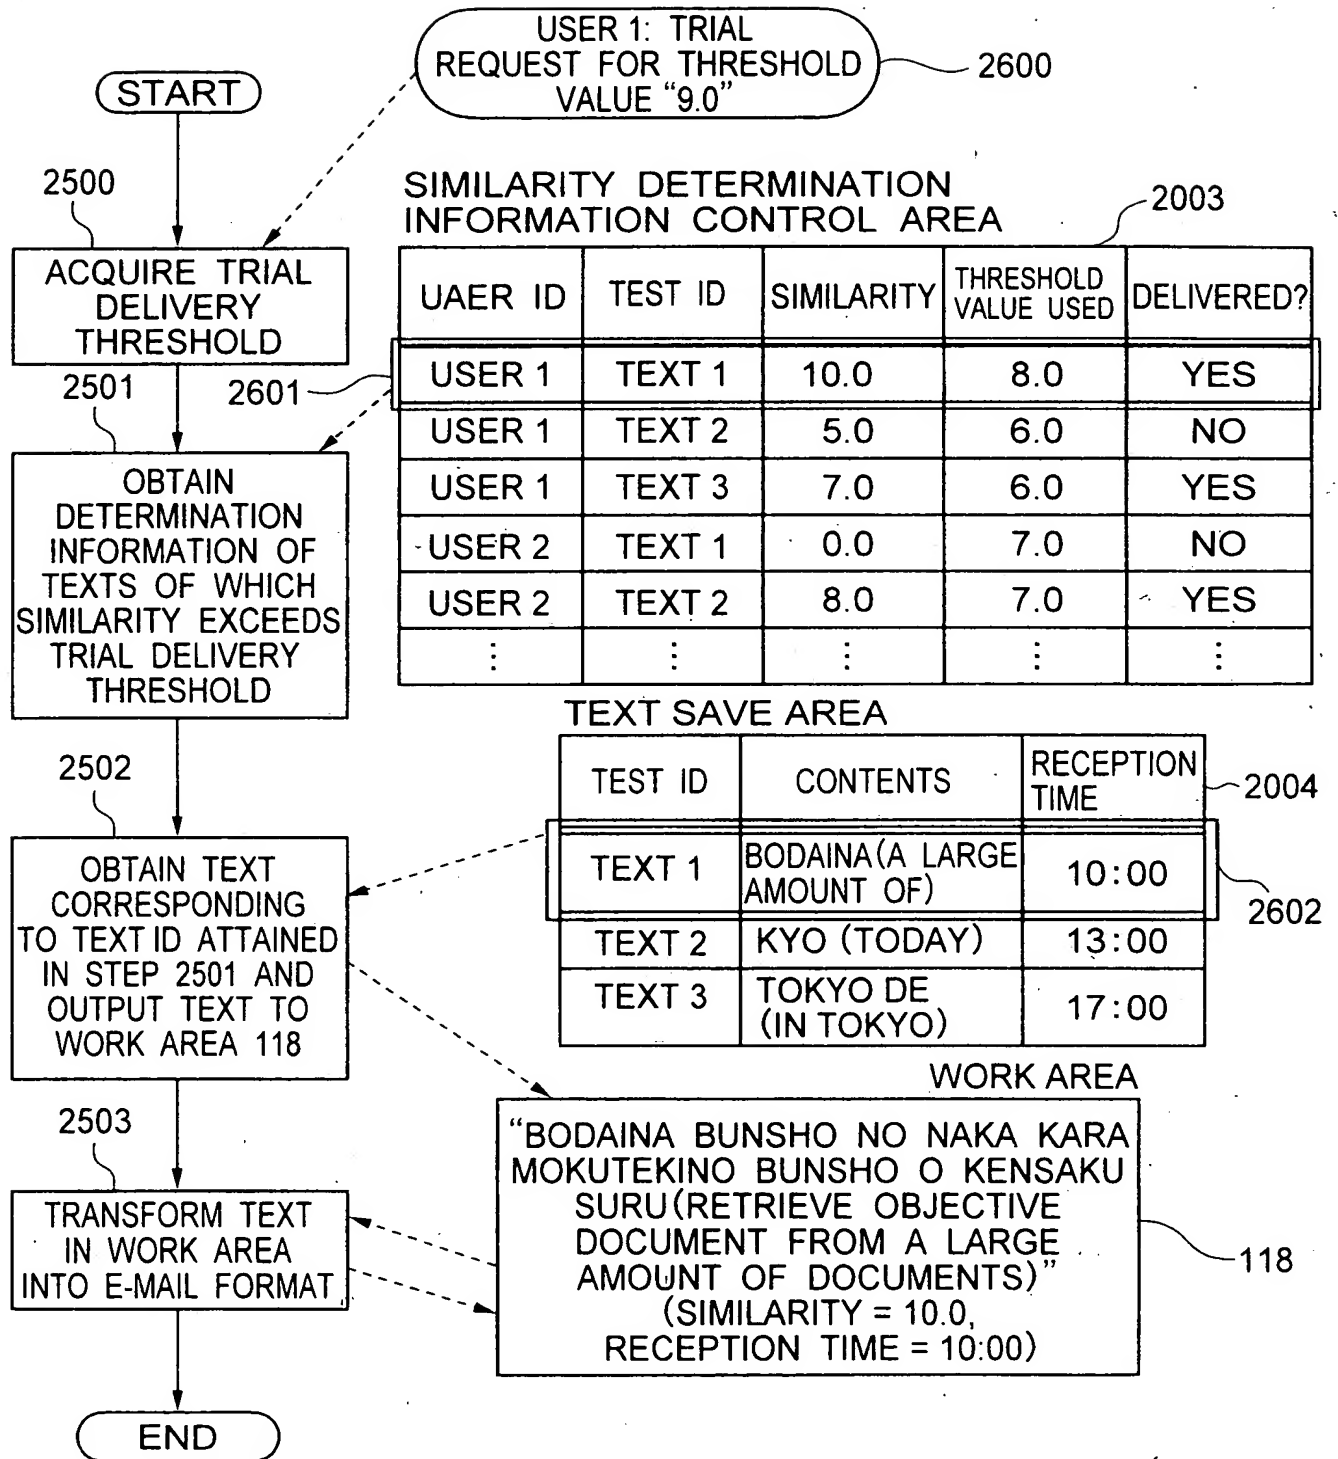 USER 1: TRIAL
REQUEST FOR THRESHOLD
VALUE “9.0”
2600
START
2500
ACQUIRE TRIAL
DELIVERY
THRESHOLD
2501
OBTAIN
DETERMINATION
INFORMATION OF
TEXTS OF WHICH
SIMILARITY EXCEEDS
TRIAL DELIVERY
THRESHOLD
2502
OBTAIN TEXT
CORRESPONDING
TO TEXT ID ATTAINED
IN STEP 2501 AND
OUTPUT TEXT TO
WORK AREA 118
2503
TRANSFORM TEXT
IN WORK AREA
INTO E-MAIL FORMAT
END
SIMILARITY DETERMINATION
INFORMATION CONTROL AREA
2003
UAER ID TEST ID SIMILARITY THRESHOLD VALUE USED DELIVERED?
2601
USER 1 TEXT 1 10.0 8.0 YES
USER 1 TEXT 2 5.0 6.0 NO
USER 1 TEXT 3 7.0 6.0 YES
USER 2 TEXT 1 0.0 7.0 NO
USER 2 TEXT 2 8.0 7.0 YES
⋮ ⋮ ⋮ ⋮ ⋮
TEXT SAVE AREA
TEST ID CONTENTS RECEPTION TIME
2004
TEXT 1 BODAINA(A LARGE AMOUNT OF) 10:00
2602
TEXT 2 KYO (TODAY) 13:00
TEXT 3 TOKYO DE (IN TOKYO) 17:00
WORK AREA
“BODAINA BUNSHO NO NAKA KARA
MOKUTEKINO BUNSHO O KENSAKU
SURU(RETRIEVE OBJECTIVE
DOCUMENT FROM A LARGE
AMOUNT OF DOCUMENTS)”
(SIMILARITY = 10.0,
RECEPTION TIME = 10:00)
118